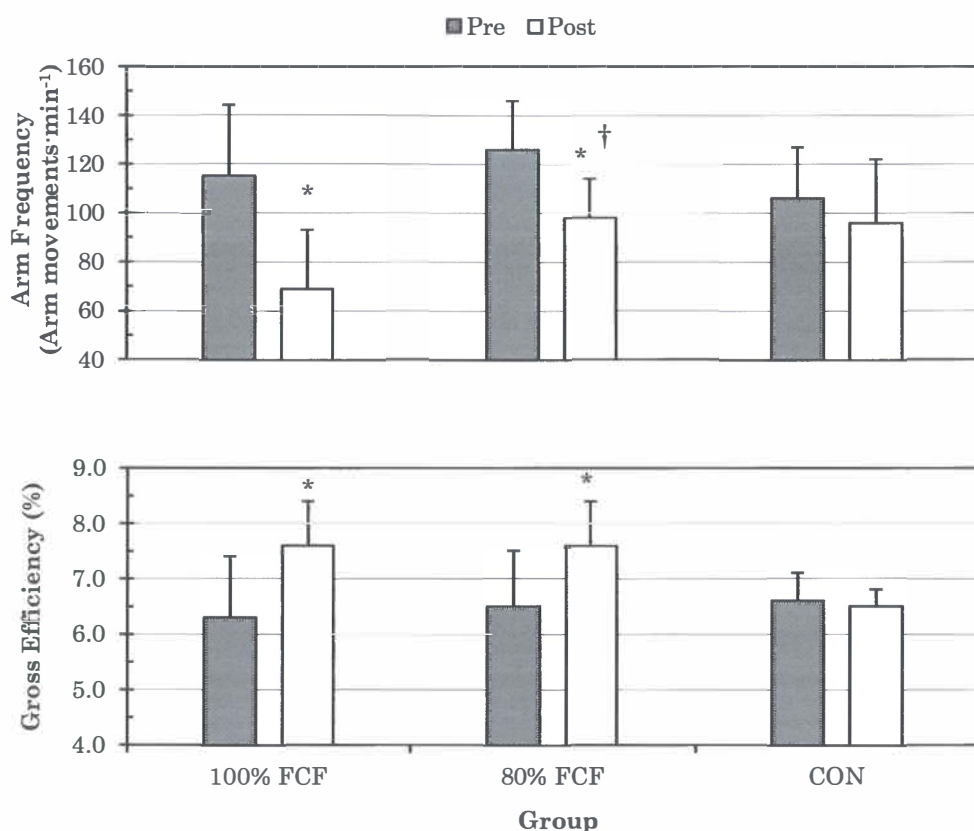 Pre Post
Arm Frequency
(Arm movements·min⁻¹)
160
140
120
100
80
60
40
*
* †
Gross Efficiency (%)
9.0
8.0
7.0
6.0
5.0
4.0
*
*
100% FCF 80% FCF CON
Group